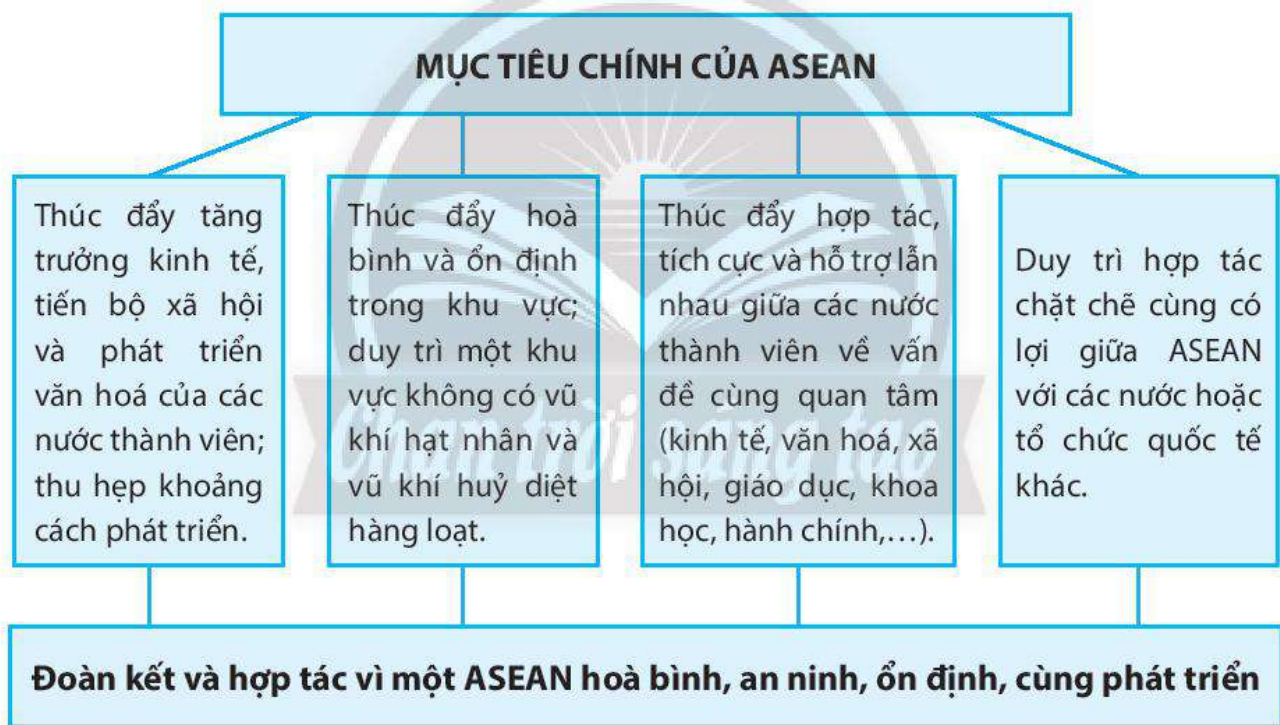 MỤC TIÊU CHÍNH CỦA ASEAN
Thúc đẩy tăng
trưởng kinh tế,
tiến bộ xã hội
và phát triển
văn hoá của các
nước thành viên;
thu hẹp khoảng
cách phát triển.
Thúc đẩy hoà
bình và ổn định
trong khu vực;
duy trì một khu
vực không có vũ
khí hạt nhân và
vũ khí huỷ diệt
hàng loạt.
Thúc đẩy hợp tác,
tích cực và hỗ trợ lẫn
nhau giữa các nước
thành viên về vấn
đề cùng quan tâm
(kinh tế, văn hoá, xã
hội, giáo dục, khoa
học, hành chính,...).
Duy trì hợp tác
chặt chẽ cùng có
lợi giữa ASEAN
với các nước hoặc
tổ chức quốc tế
khác.
Chân trời sáng tạo
Đoàn kết và hợp tác vì một ASEAN hoà bình, an ninh, ổn định, cùng phát triển